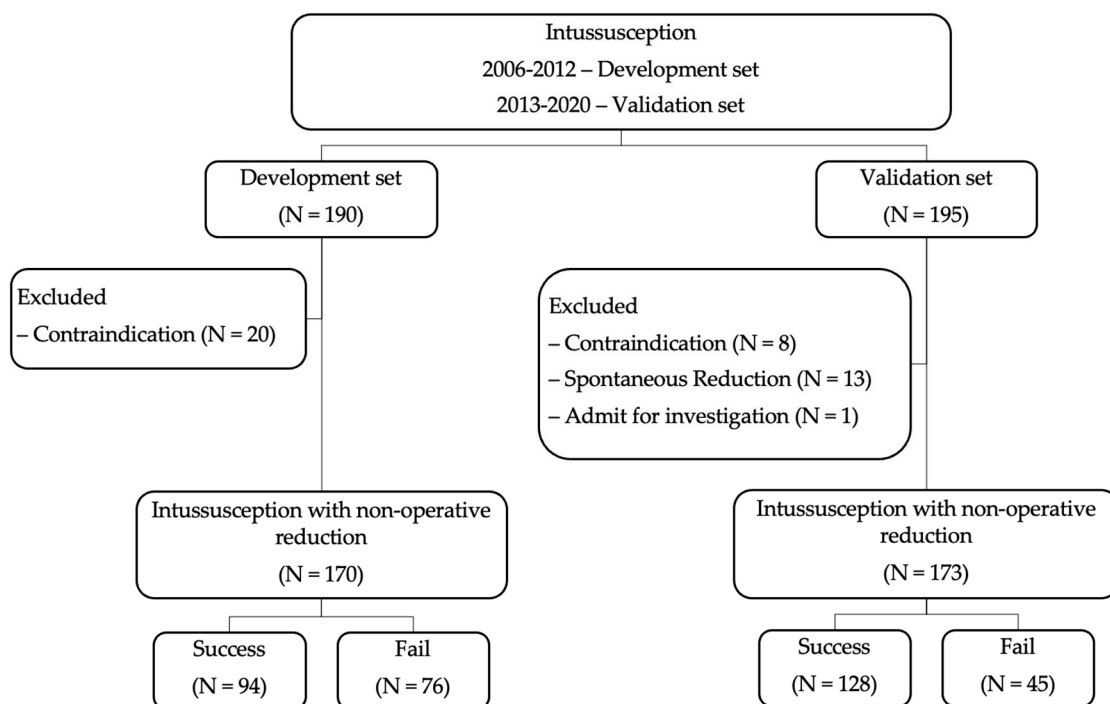 Intussusception
2006-2012 – Development set
2013-2020 – Validation set
Development set
(N = 190)
Validation set
(N = 195)
Excluded
– Contraindication (N = 20)
Excluded
– Contraindication (N = 8)
– Spontaneous Reduction (N = 13)
– Admit for investigation (N = 1)
Intussusception with non-operative
reduction
(N = 170)
Intussusception with non-operative
reduction
(N = 173)
Success
(N = 94)
Fail
(N = 76)
Success
(N = 128)
Fail
(N = 45)